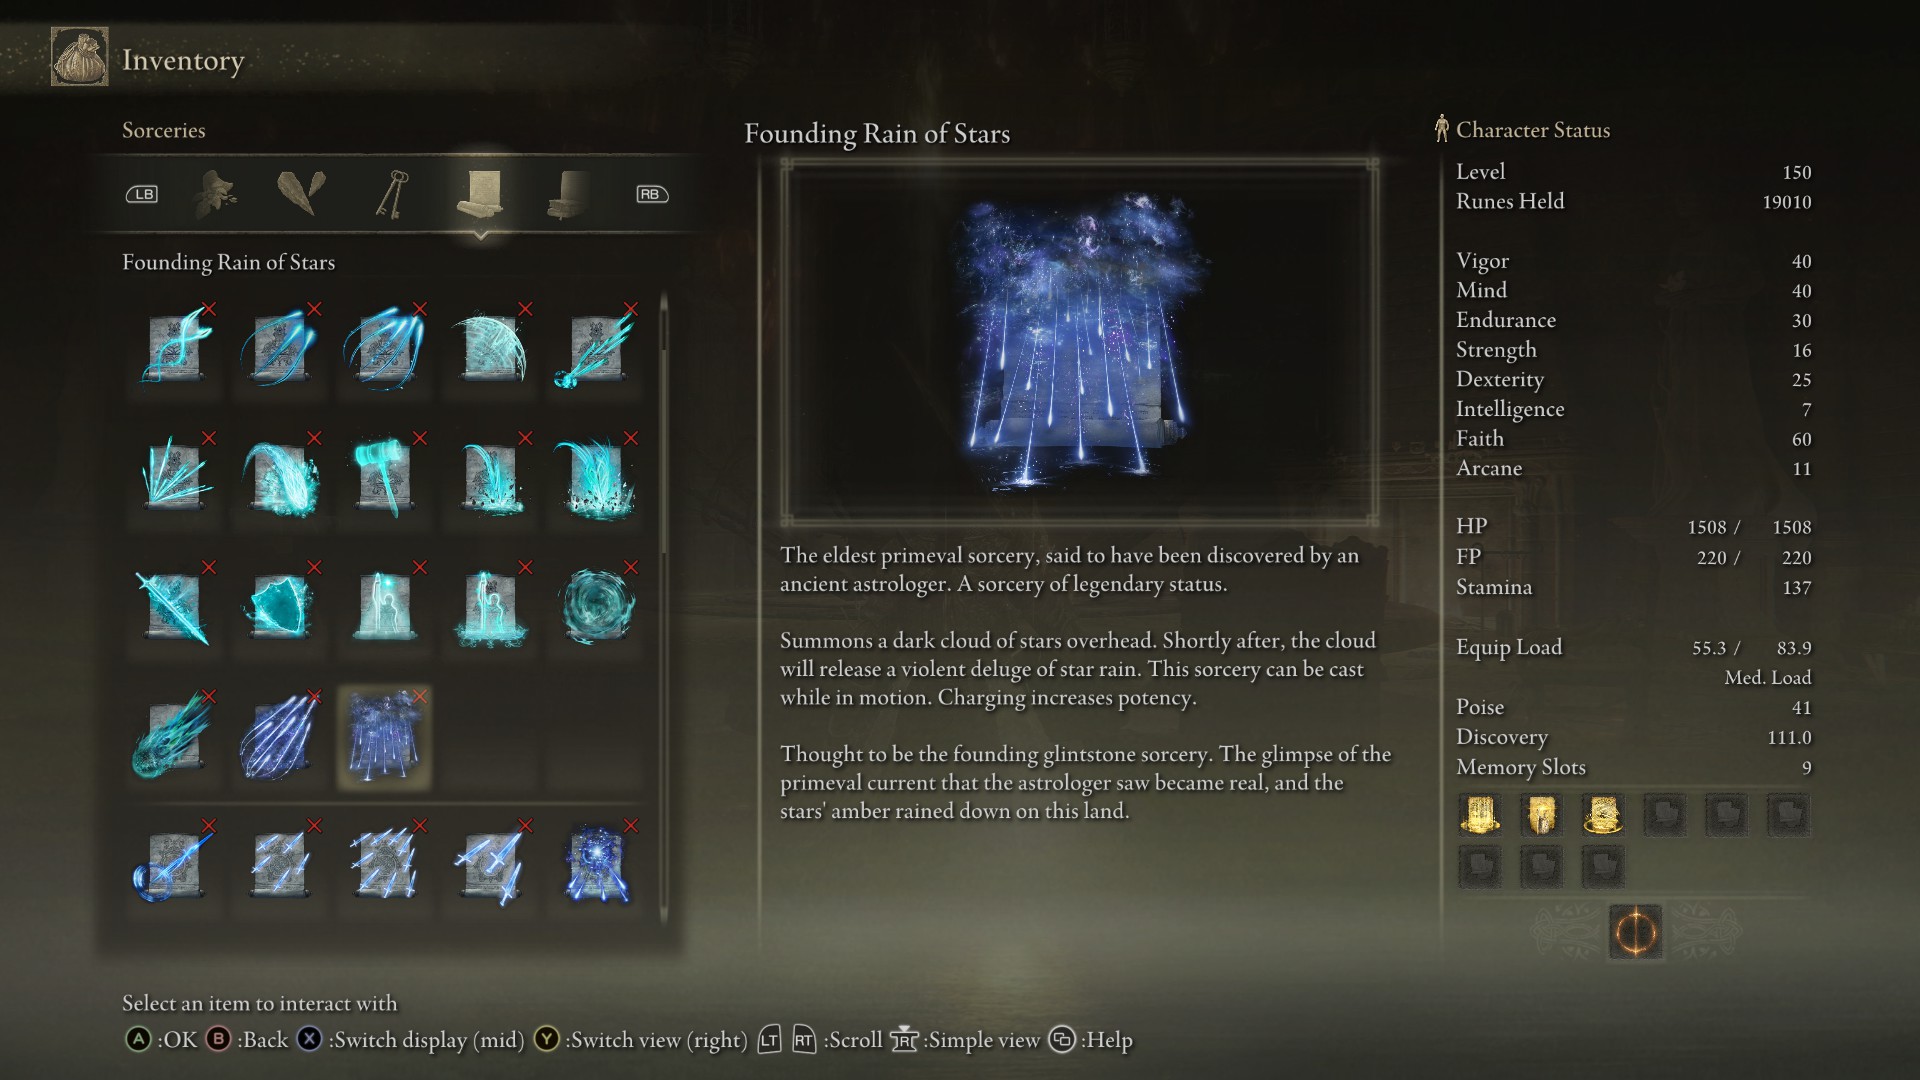 Inventory
Sorceries
LB
RB
Founding Rain of Stars
Founding Rain of Stars
The eldest primeval sorcery, said to have been discovered by an
ancient astrologer. A sorcery of legendary status.
Summons a dark cloud of stars overhead. Shortly after, the cloud
will release a violent deluge of star rain. This sorcery can be cast
while in motion. Charging increases potency.
Thought to be the founding glintstone sorcery. The glimpse of the
primeval current that the astrologer saw became real, and the
stars' amber rained down on this land.
Character Status
Level 150
Runes Held 19010
Vigor 40
Mind 40
Endurance 30
Strength 16
Dexterity 25
Intelligence 7
Faith 60
Arcane 11
HP 1508 / 1508
FP 220 / 220
Stamina 137
Equip Load 55.3 / 83.9
Med. Load
Poise 41
Discovery 111.0
Memory Slots 9
Select an item to interact with
A :OK B :Back X :Switch display (mid) Y :Switch view (right) LT RT :Scroll R :Simple view :Help